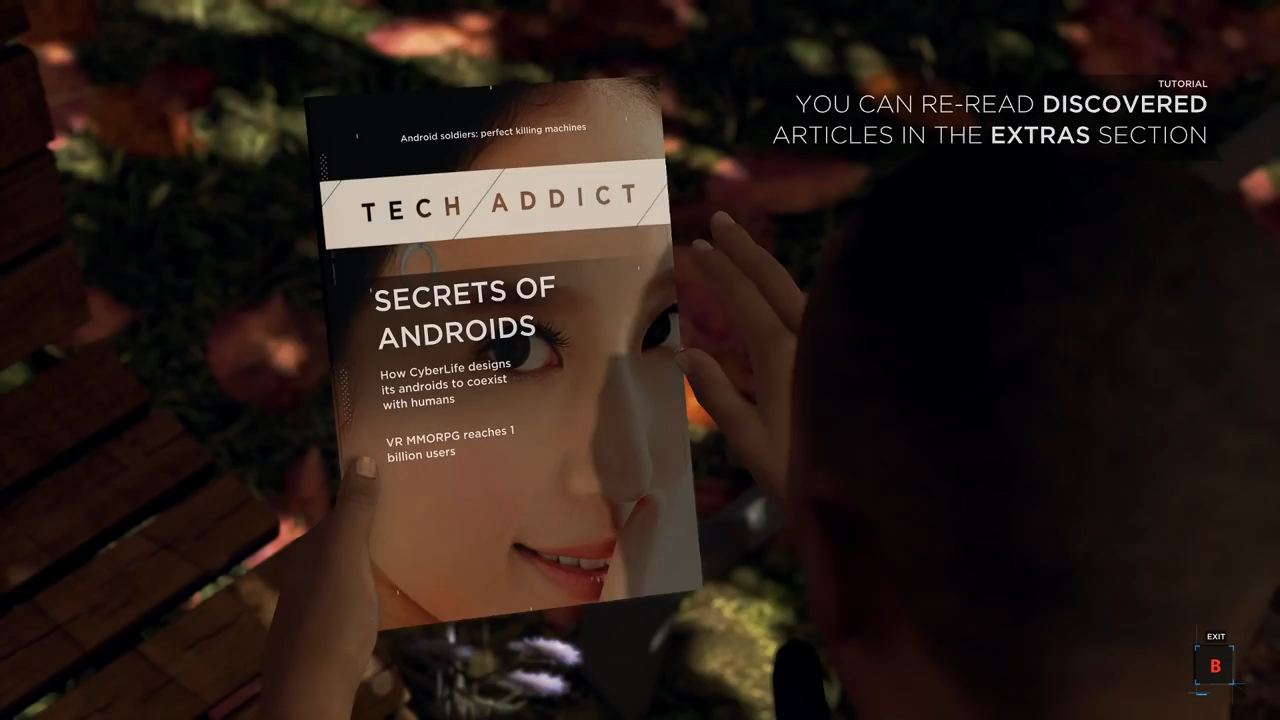 TUTORIAL
YOU CAN RE-READ DISCOVERED
ARTICLES IN THE EXTRAS SECTION
Android soldiers: perfect killing machines
TECH ADDICT
SECRETS OF
ANDROIDS
How CyberLife designs
its androids to coexist
with humans
VR MMORPG reaches 1
billion users
EXIT
B